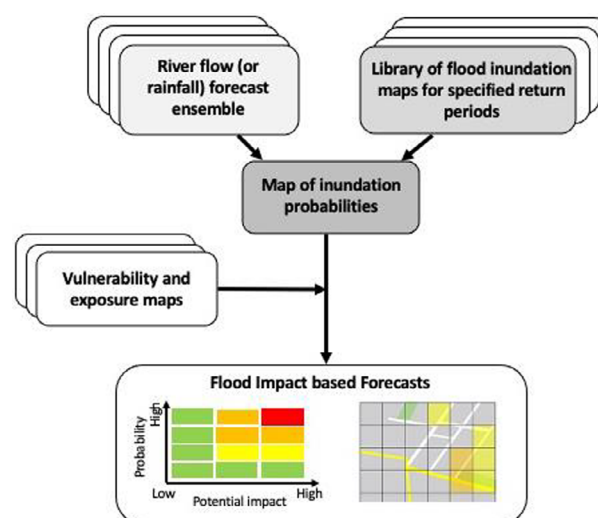 River flow (or
rainfall) forecast
ensemble
Library of flood inundation
maps for specified return
periods
Map of inundation
probabilities
Vulnerability and
exposure maps
Flood Impact based Forecasts
High
Probability
Low
Potential impact
High